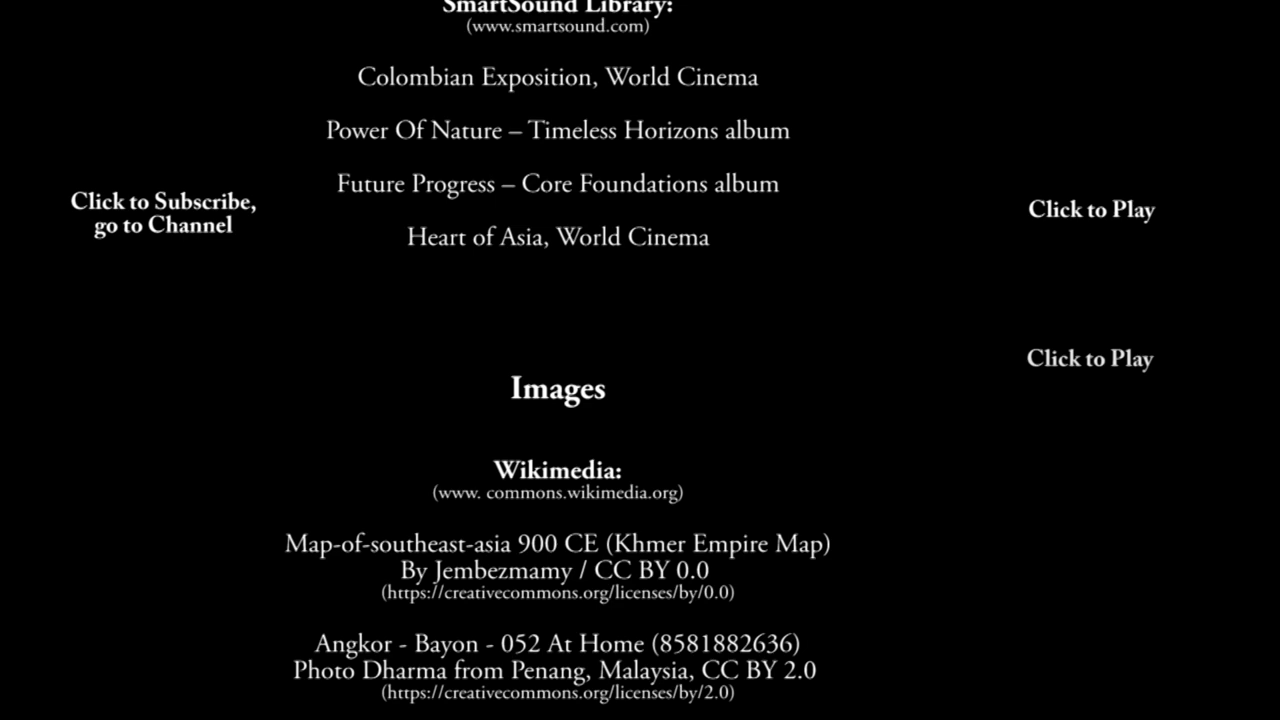 SmartSound Library:
(www.smartsound.com)
Colombian Exposition, World Cinema
Power Of Nature – Timeless Horizons album
Future Progress – Core Foundations album
Heart of Asia, World Cinema
Click to Subscribe,
go to Channel
Click to Play
Click to Play
Images
Wikimedia:
(www. commons.wikimedia.org)
Map-of-southeast-asia 900 CE (Khmer Empire Map)
By Jembezmamy / CC BY 0.0
(https://creativecommons.org/licenses/by/0.0)
Angkor - Bayon - 052 At Home (8581882636)
Photo Dharma from Penang, Malaysia, CC BY 2.0
(https://creativecommons.org/licenses/by/2.0)